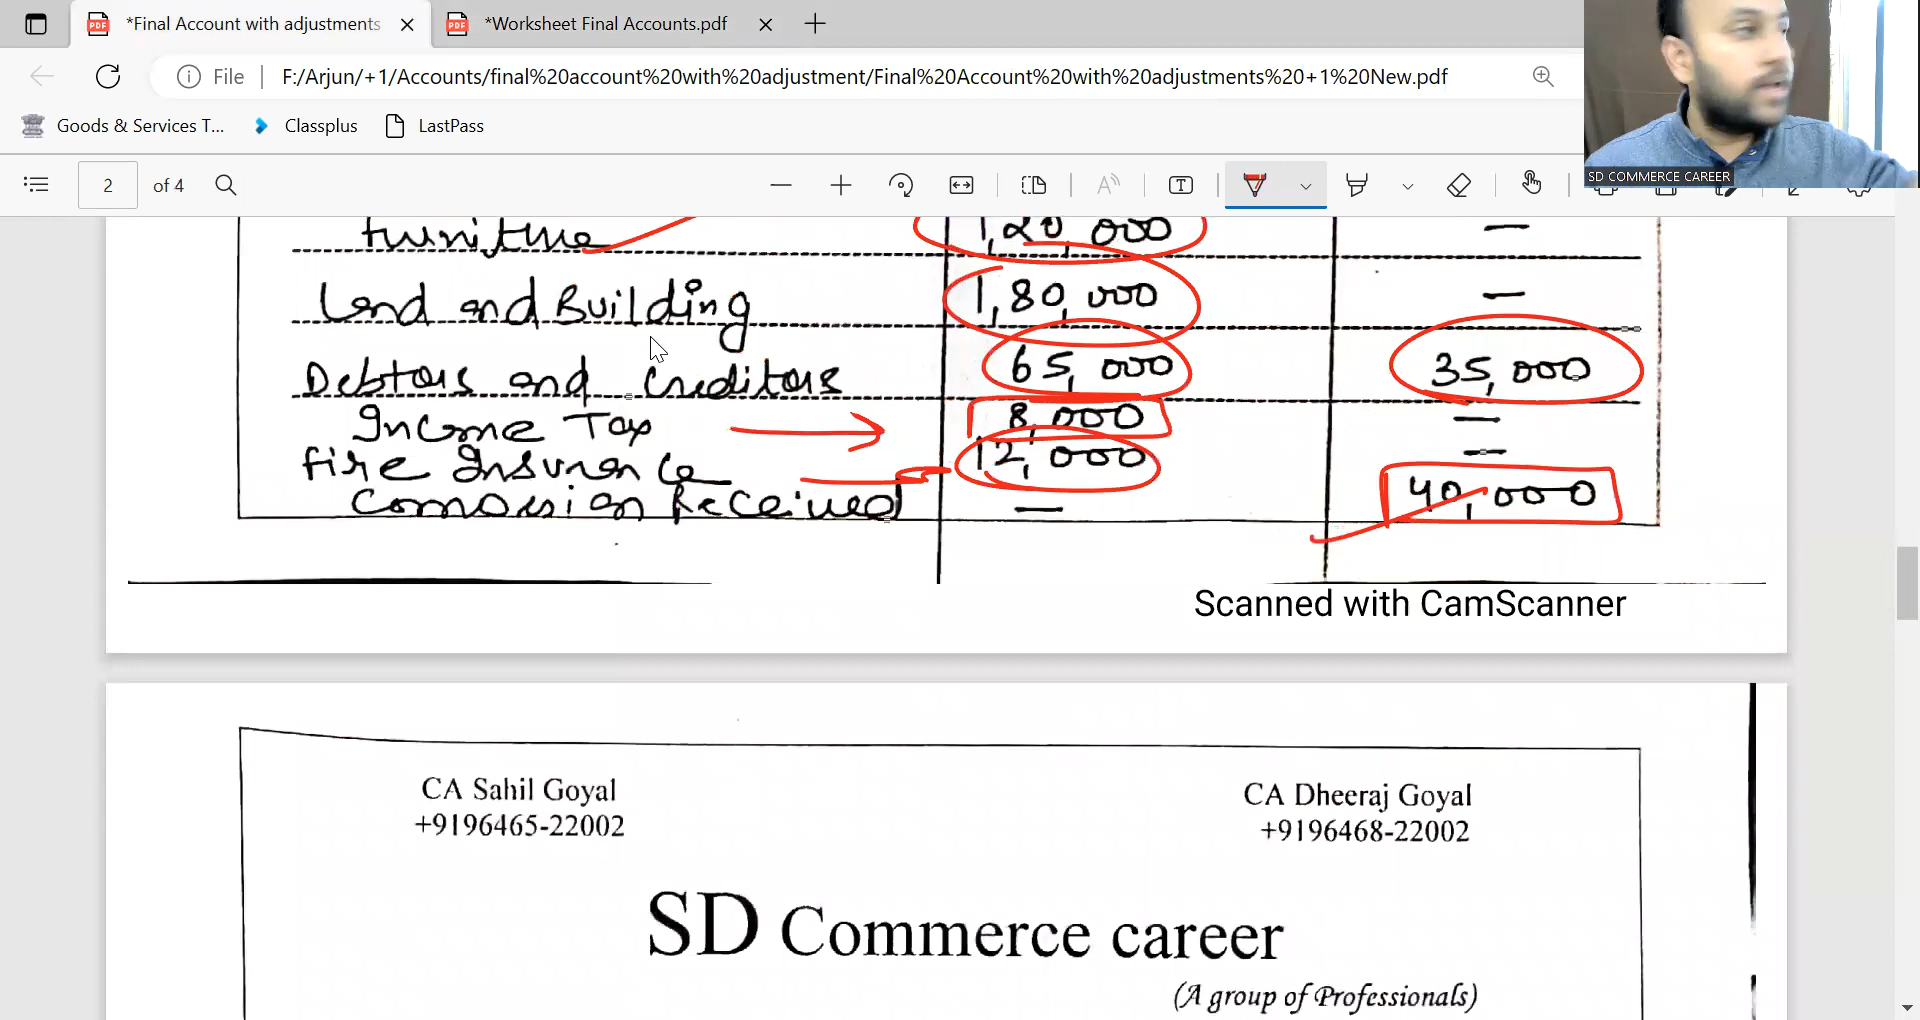 *Final Account with adjustments
*Worksheet Final Accounts.pdf
File
F:/Arjun/+1/Accounts/final%20account%20with%20adjustment/Final%20Account%20with%20adjustments%20+1%20New.pdf
Goods & Services T...
Classplus
LastPass
2 of 4
SD COMMERCE CAREER
furniture 1,20,000 —
Land and Building 1,80,000 —
Debtors and Creditors 65,000 35,000
Income Tax 8,000 —
Fire Insurance 12,000 —
Commission Received — 40,000
Scanned with CamScanner
CA Sahil Goyal
+9196465-22002
CA Dheeraj Goyal
+9196468-22002
SD Commerce career
(A group of Professionals)